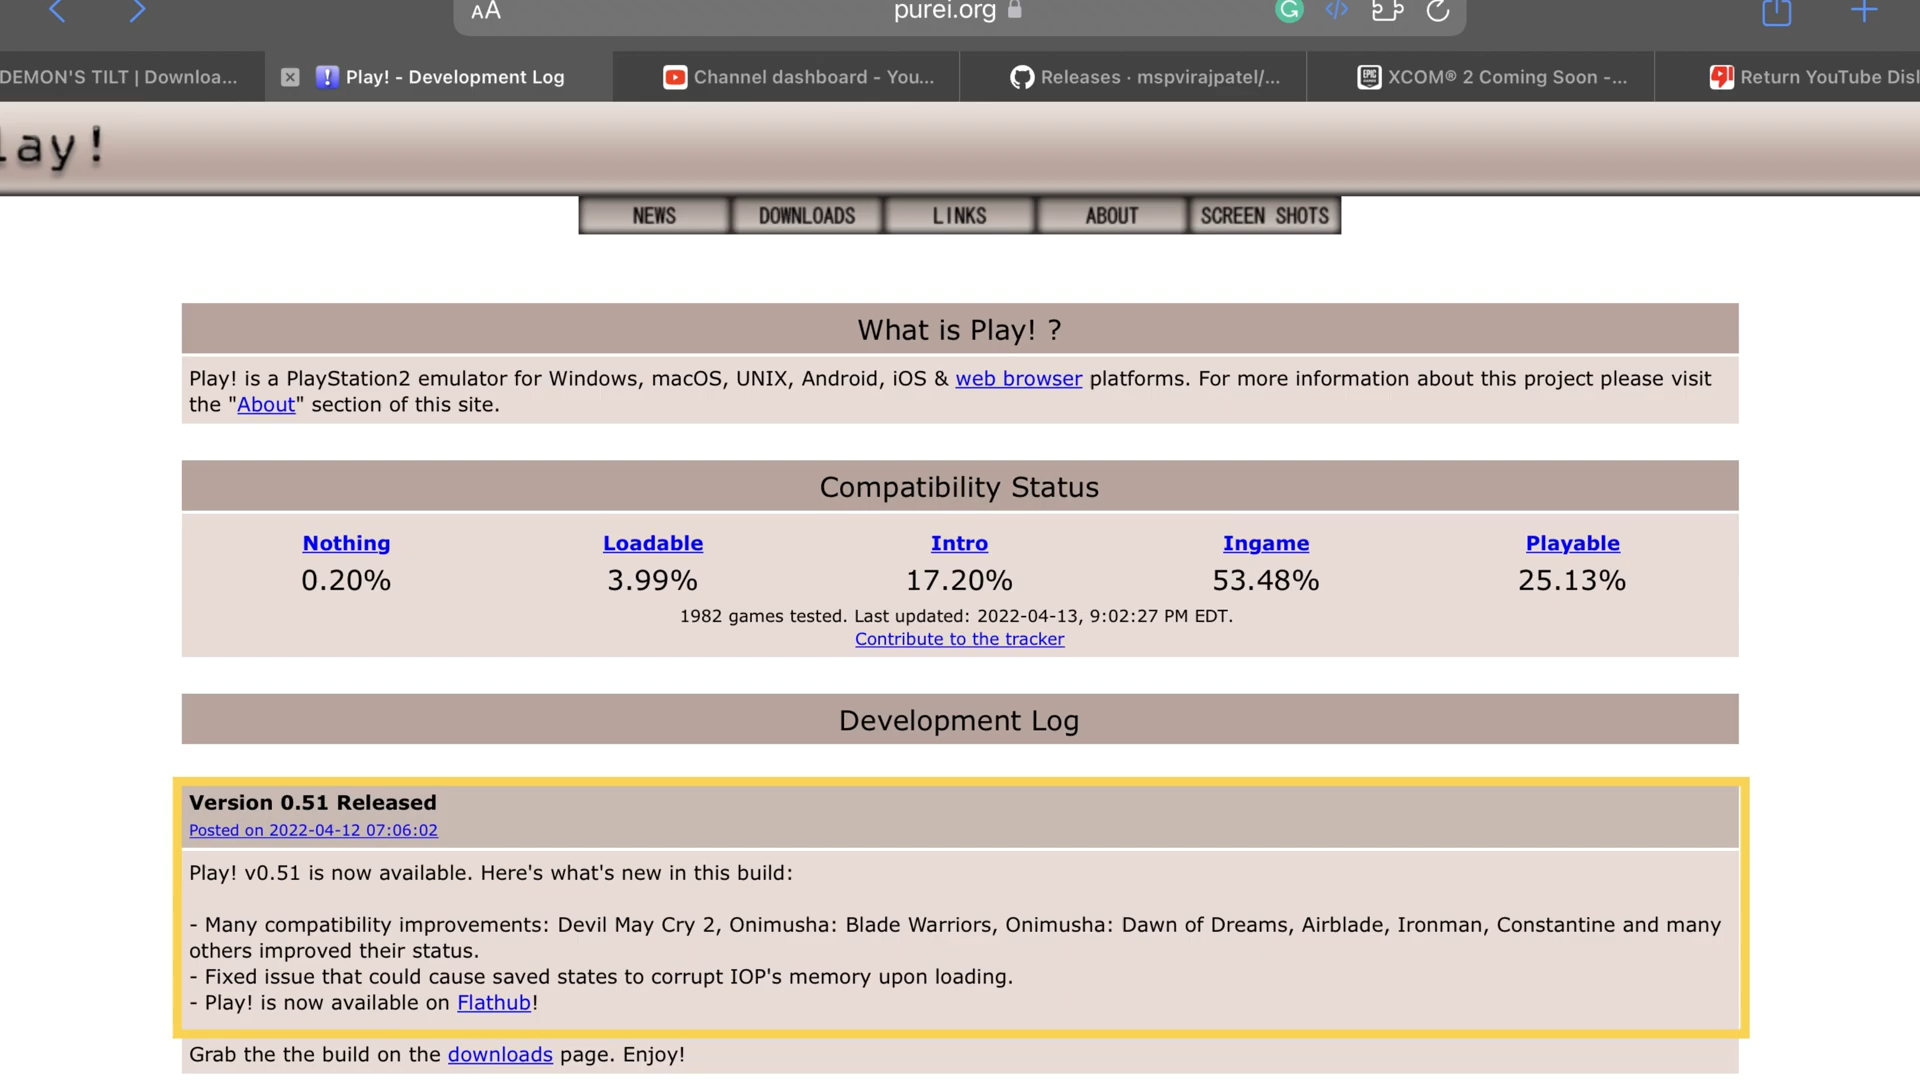 AA
purei.org
DEMON'S TILT | Downloa...
Play! - Development Log
Channel dashboard - You...
Releases · mspvirajpatel/...
XCOM® 2 Coming Soon -...
Return YouTube Disl
lay!
NEWS
DOWNLOADS
LINKS
ABOUT
SCREEN SHOTS
What is Play! ?
Play! is a PlayStation2 emulator for Windows, macOS, UNIX, Android, iOS & web browser platforms. For more information about this project please visit
the "About" section of this site.
Compatibility Status
Nothing
Loadable
Intro
Ingame
Playable
0.20%
3.99%
17.20%
53.48%
25.13%
1982 games tested. Last updated: 2022-04-13, 9:02:27 PM EDT.
Contribute to the tracker
Development Log
Version 0.51 Released
Posted on 2022-04-12 07:06:02
Play! v0.51 is now available. Here's what's new in this build:
- Many compatibility improvements: Devil May Cry 2, Onimusha: Blade Warriors, Onimusha: Dawn of Dreams, Airblade, Ironman, Constantine and many
others improved their status.
- Fixed issue that could cause saved states to corrupt IOP's memory upon loading.
- Play! is now available on Flathub!
Grab the the build on the downloads page. Enjoy!